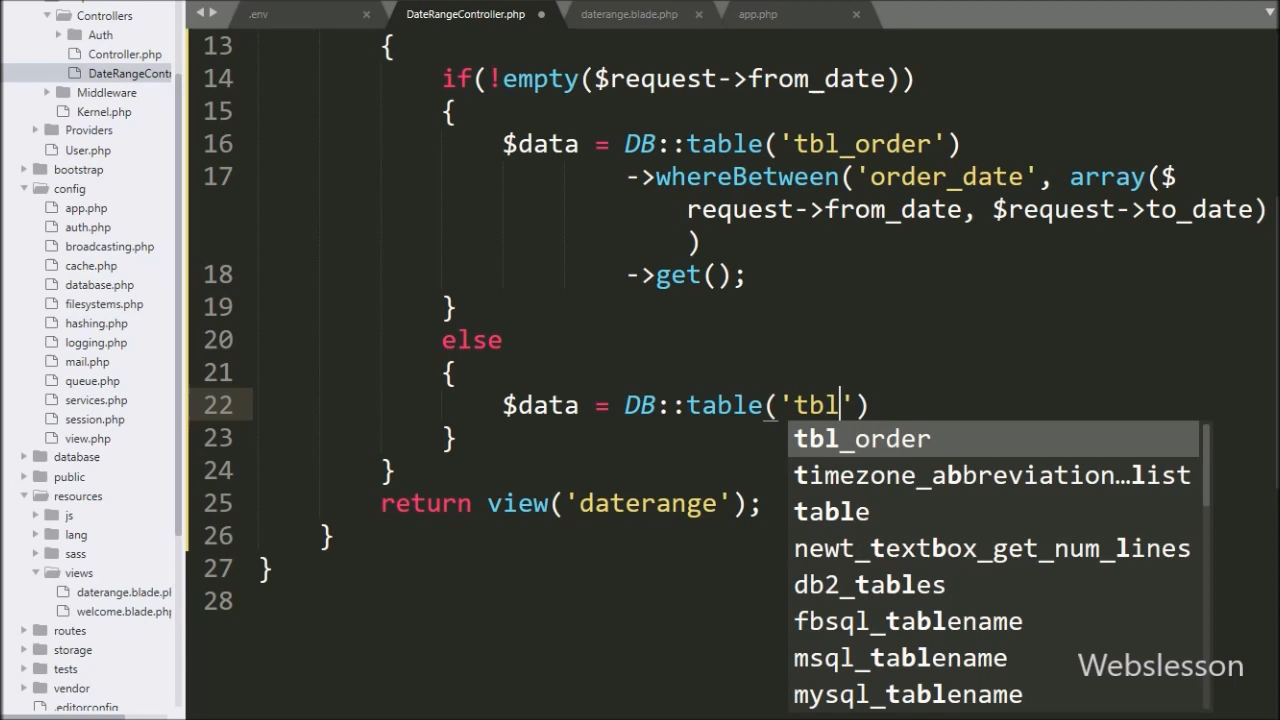 Controllers
Auth
Controller.php
DateRangeCont
Middleware
Kernel.php
Providers
User.php
bootstrap
config
app.php
auth.php
broadcasting.php
cache.php
database.php
filesystems.php
hashing.php
logging.php
mail.php
queue.php
services.php
session.php
view.php
database
public
resources
js
lang
sass
views
daterange.blade.pl
welcome.blade.php
routes
storage
tests
vendor
.editorconfig
.env × DateRangeController.php daterange.blade.php × app.php ×
13 {
14 if(!empty($request->from_date))
15 {
16 $data = DB::table('tbl_order')
17 ->whereBetween('order_date', array($
request->from_date, $request->to_date)
)
18 ->get();
19 }
20 else
21 {
22 $data = DB::table('tbl')
23 }
24 }
25 return view('daterange');
26 }
27 }
28
tbl_order
timezone_abbreviation…list
table
newt_textbox_get_num_lines
db2_tables
fbsql_tablename
msql_tablename
mysql_tablename
Webslesson